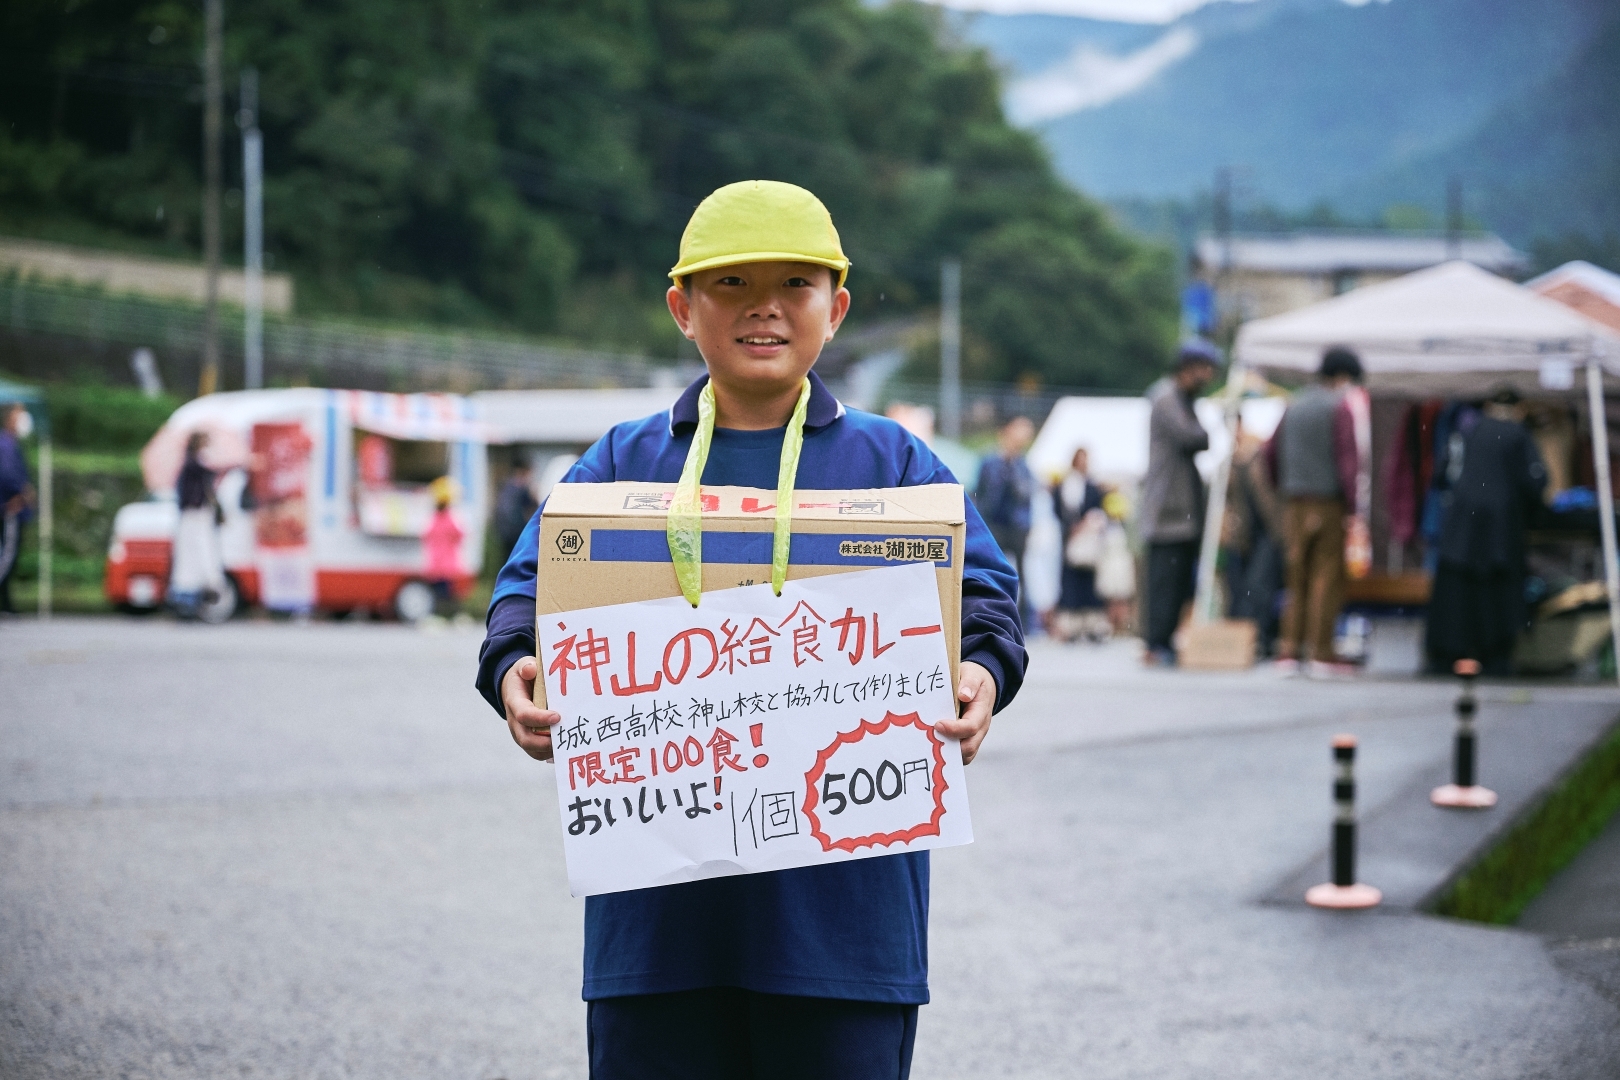 湖
KOIKEYA
株式会社 湖池屋
神山の給食カレー
城西高校神山校と協力して作りました
限定100食!
おいしいよ!
1個 500円